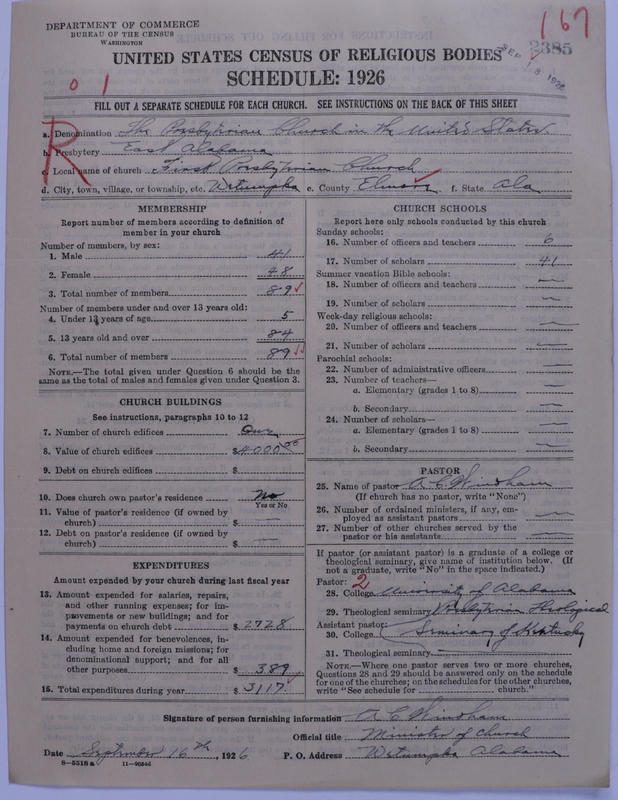 DEPARTMENT OF COMMERCE
BUREAU OF THE CENSUS
WASHINGTON
167
2385
SEP 18 1926
UNITED STATES CENSUS OF RELIGIOUS BODIES
SCHEDULE: 1926
0 1
FILL OUT A SEPARATE SCHEDULE FOR EACH CHURCH. SEE INSTRUCTIONS ON THE BACK OF THIS SHEET
R
a. Denomination The Presbyterian Church in the United States
b. Presbytery East Alabama
c. Local name of church First Presbyterian Church
d. City, town, village, or township, etc. Wetumpka e. County Elmore f. State Ala
MEMBERSHIP
Report number of members according to definition of
member in your church
Number of members, by sex:
1. Male 41
2. Female 48
3. Total number of members 89
Number of members under and over 13 years old:
4. Under 13 years of age 5
5. 13 years old and over 84
6. Total number of members 89
NOTE.—The total given under Question 6 should be the
same as the total of males and females given under Question 3.
CHURCH BUILDINGS
See instructions, paragraphs 10 to 12
7. Number of church edifices One
8. Value of church edifices $4000 00
9. Debt on church edifices $
10. Does church own pastor's residence No
Yes or No
11. Value of pastor's residence (if owned by
church) $ —
12. Debt on pastor's residence (if owned by
church) $ —
EXPENDITURES
Amount expended by your church during last fiscal year
13. Amount expended for salaries, repairs,
and other running expenses; for im-
provements or new buildings; and for
payments on church debt $ 2728
14. Amount expended for benevolences, in-
cluding home and foreign missions; for
denominational support; and for all
other purposes $ 389
15. Total expenditures during year $ 3117
CHURCH SCHOOLS
Report here only schools conducted by this church
Sunday schools:
16. Number of officers and teachers 6
17. Number of scholars 41
Summer vacation Bible schools:
18. Number of officers and teachers —
19. Number of scholars —
Week-day religious schools:
20. Number of officers and teachers —
21. Number of scholars —
Parochial schools:
22. Number of administrative officers —
23. Number of teachers—
a. Elementary (grades 1 to 8) —
b. Secondary —
24. Number of scholars—
a. Elementary (grades 1 to 8) —
b. Secondary —
PASTOR
25. Name of pastor A C Windham
(If church has no pastor, write "None")
26. Number of ordained ministers, if any, em-
ployed as assistant pastors —
27. Number of other churches served by the
pastor or his assistants —
If pastor (or assistant pastor) is a graduate of a college or
theological seminary, give name of institution below. (If
not a graduate, write "No" in the space indicated.)
Pastor: 2
28. College University of Alabama
29. Theological seminary Presbyterian Theological
Assistant pastor:
30. College Seminary of Kentucky
31. Theological seminary —
NOTE.—Where one pastor serves two or more churches,
Questions 28 and 29 should be answered only on the schedule
for one of the churches; on the schedules for the other churches,
write "See schedule for church."
Signature of person furnishing information A C Windham
Official title Minister of Church
Date September 16th, 1926 P. O. Address Wetumpka Alabama
8—5518a